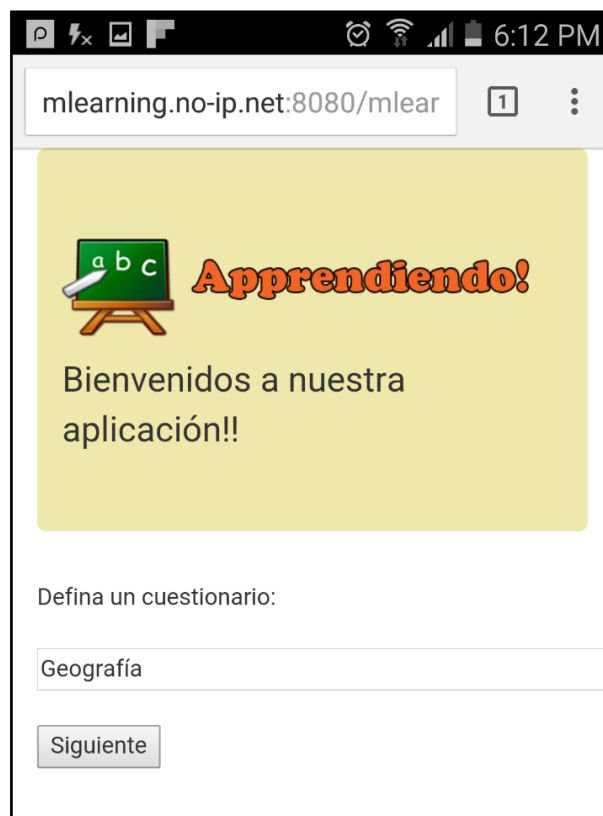 6:12 PM
mlearning.no-ip.net:8080/mlear
1
a b c
Apprendiendo!
Bienvenidos a nuestra
aplicación!!
Defina un cuestionario:
Geografía
Siguiente